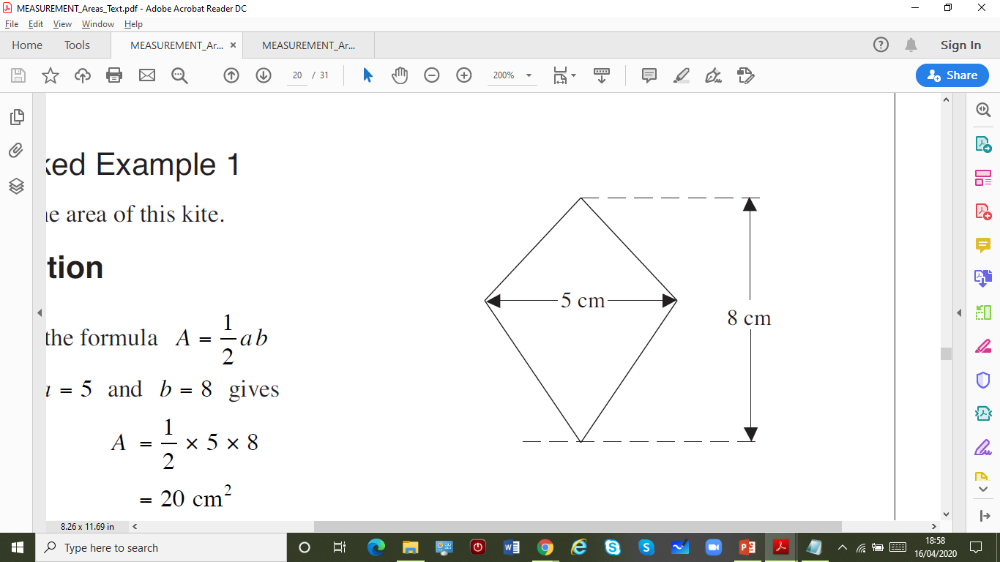 MEASUREMENT_Areas_Text.pdf - Adobe Acrobat Reader DC
File Edit View Window Help
Home Tools MEASUREMENT_Ar... × MEASUREMENT_Ar... ? Sign In
20 / 31 200% Share
ked Example 1
e area of this kite.
tion
the formula A = 1/2 ab
= 5 and b = 8 gives
A = 1/2 × 5 × 8
= 20 cm²
5 cm
8 cm
8.26 x 11.69 in
Type here to search
18:58
16/04/2020